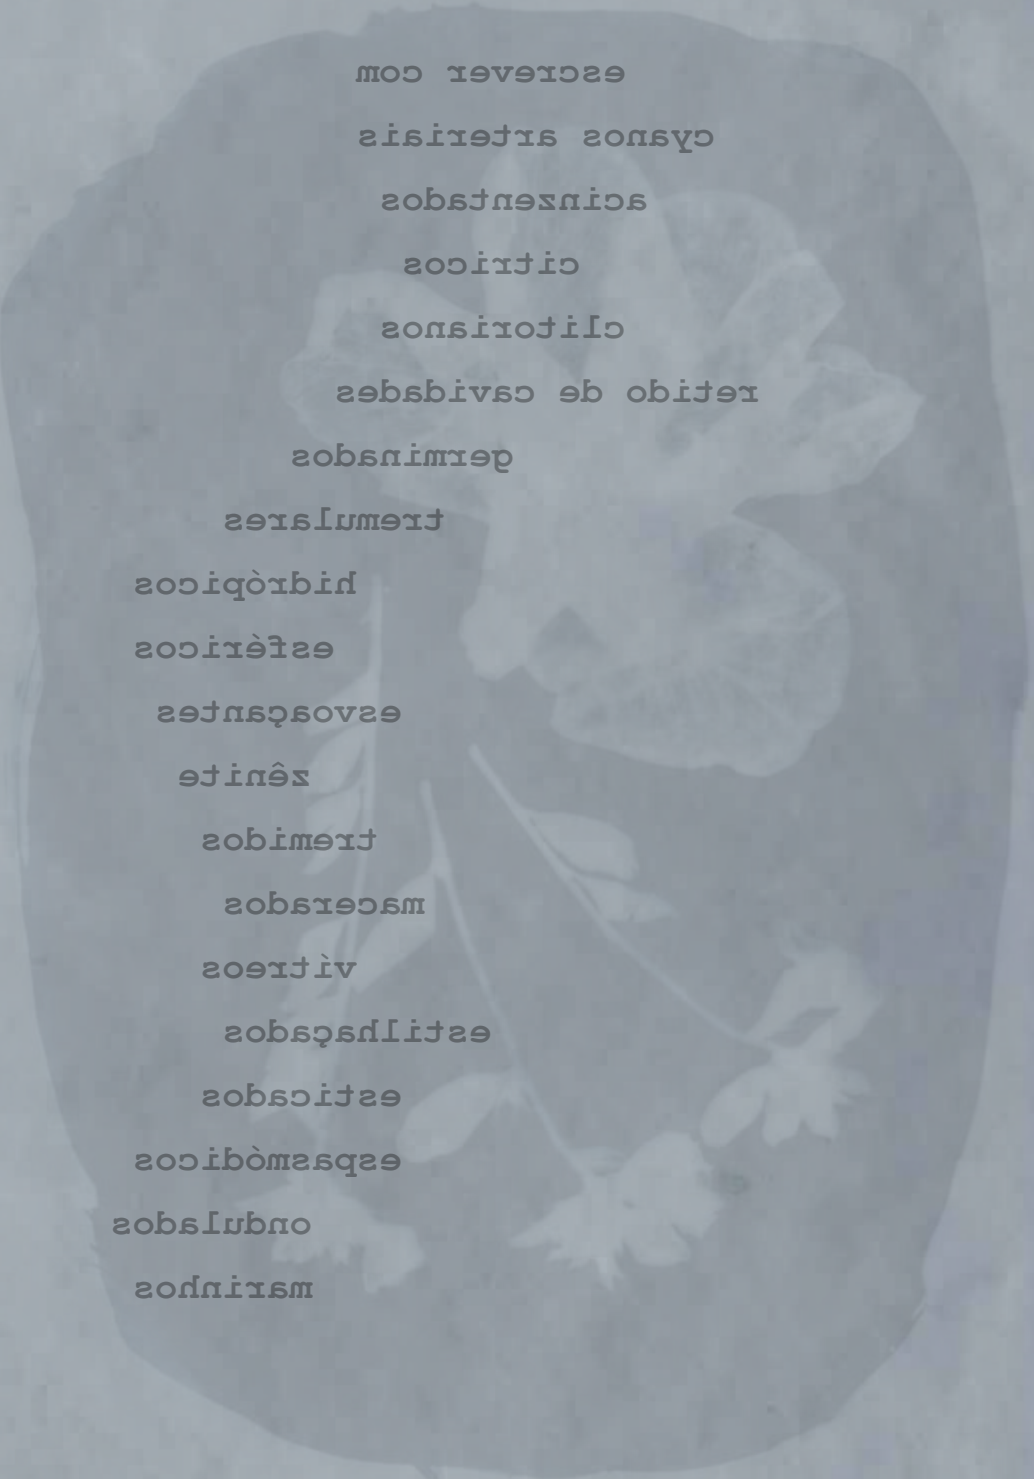 escrever com
cyanos arteriais
acinzentados
citricos
clitorianos
retido de cavidades
germinados
tremulares
hidrópicos
esféricos
esvoaçantes
zênite
tremidos
macerados
vítreos
estilhaçados
esticados
espasmódicos
ondulados
marinhos